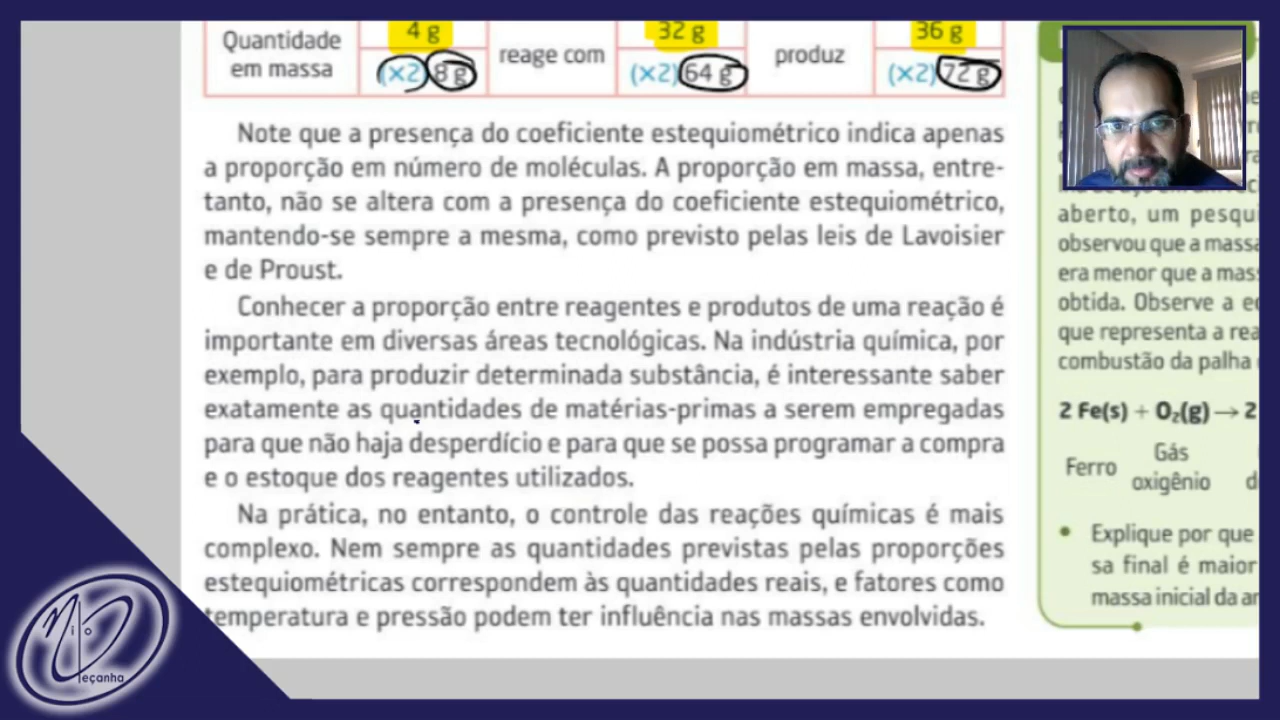 Quantidade
em massa
4 g
(×2) 8 g
reage com
32 g
(×2) 64 g
produz
36 g
(×2) 72 g
Note que a presença do coeficiente estequiométrico indica apenas
a proporção em número de moléculas. A proporção em massa, entre-
tanto, não se altera com a presença do coeficiente estequiométrico,
mantendo-se sempre a mesma, como previsto pelas leis de Lavoisier
e de Proust.
Conhecer a proporção entre reagentes e produtos de uma reação é
importante em diversas áreas tecnológicas. Na indústria química, por
exemplo, para produzir determinada substância, é interessante saber
exatamente as quantidades de matérias-primas a serem empregadas
para que não haja desperdício e para que se possa programar a compra
e o estoque dos reagentes utilizados.
Na prática, no entanto, o controle das reações químicas é mais
complexo. Nem sempre as quantidades previstas pelas proporções
estequiométricas correspondem às quantidades reais, e fatores como
temperatura e pressão podem ter influência nas massas envolvidas.
aberto, um pesqui
observou que a massa
era menor que a mas
obtida. Observe a e
que representa a rea
combustão da palha
2 Fe(s) + O₂(g) → 2
Ferro
Gás
oxigênio
d
• Explique por que
sa final é maior
massa inicial da a
eçanha